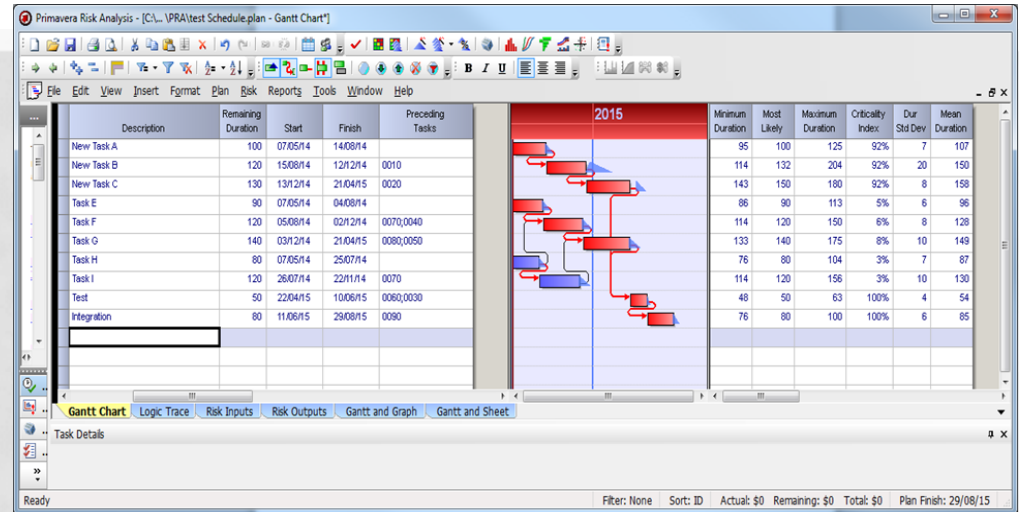 Primavera Risk Analysis - [C:\... \PRA\test Schedule.plan - Gantt Chart*]
B I U
File Edit View Insert Format Plan Risk Reports Tools Window Help
Description Remaining Duration Start Finish Preceding Tasks 2015 Minimum Duration Most Likely Maximum Duration Criticality Index Dur Std Dev Mean Duration
New Task A 100 07/05/14 14/08/14 95 100 125 92% 7 107
New Task B 120 15/08/14 12/12/14 0010 114 132 204 92% 20 150
New Task C 130 13/12/14 21/04/15 0020 143 150 180 92% 8 158
Task E 90 07/05/14 04/08/14 86 90 113 5% 6 96
Task F 120 05/08/14 02/12/14 0070;0040 114 120 150 6% 8 128
Task G 140 03/12/14 21/04/15 0080;0050 133 140 175 8% 10 149
Task H 80 07/05/14 25/07/14 76 80 104 3% 7 87
Task I 120 26/07/14 22/11/14 0070 114 120 156 3% 10 130
Test 50 22/04/15 10/06/15 0060;0030 48 50 63 100% 4 54
Integration 80 11/06/15 29/08/15 0090 76 80 100 100% 6 85
Gantt Chart Logic Trace Risk Inputs Risk Outputs Gantt and Graph Gantt and Sheet
Task Details
Ready Filter: None Sort: ID Actual: $0 Remaining: $0 Total: $0 Plan Finish: 29/08/15